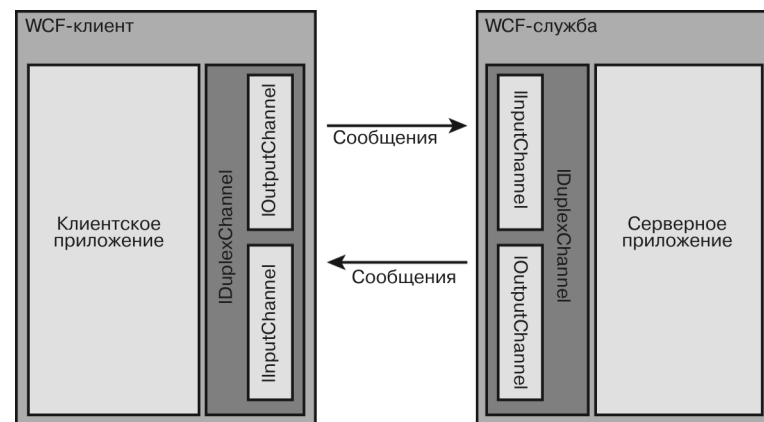 WCF-клиент
Клиентское
приложение
IDuplexChannel
IOutputChannel
IInputChannel
Сообщения
Сообщения
WCF-служба
IInputChannel
IOutputChannel
IDuplexChannel
Серверное
приложение